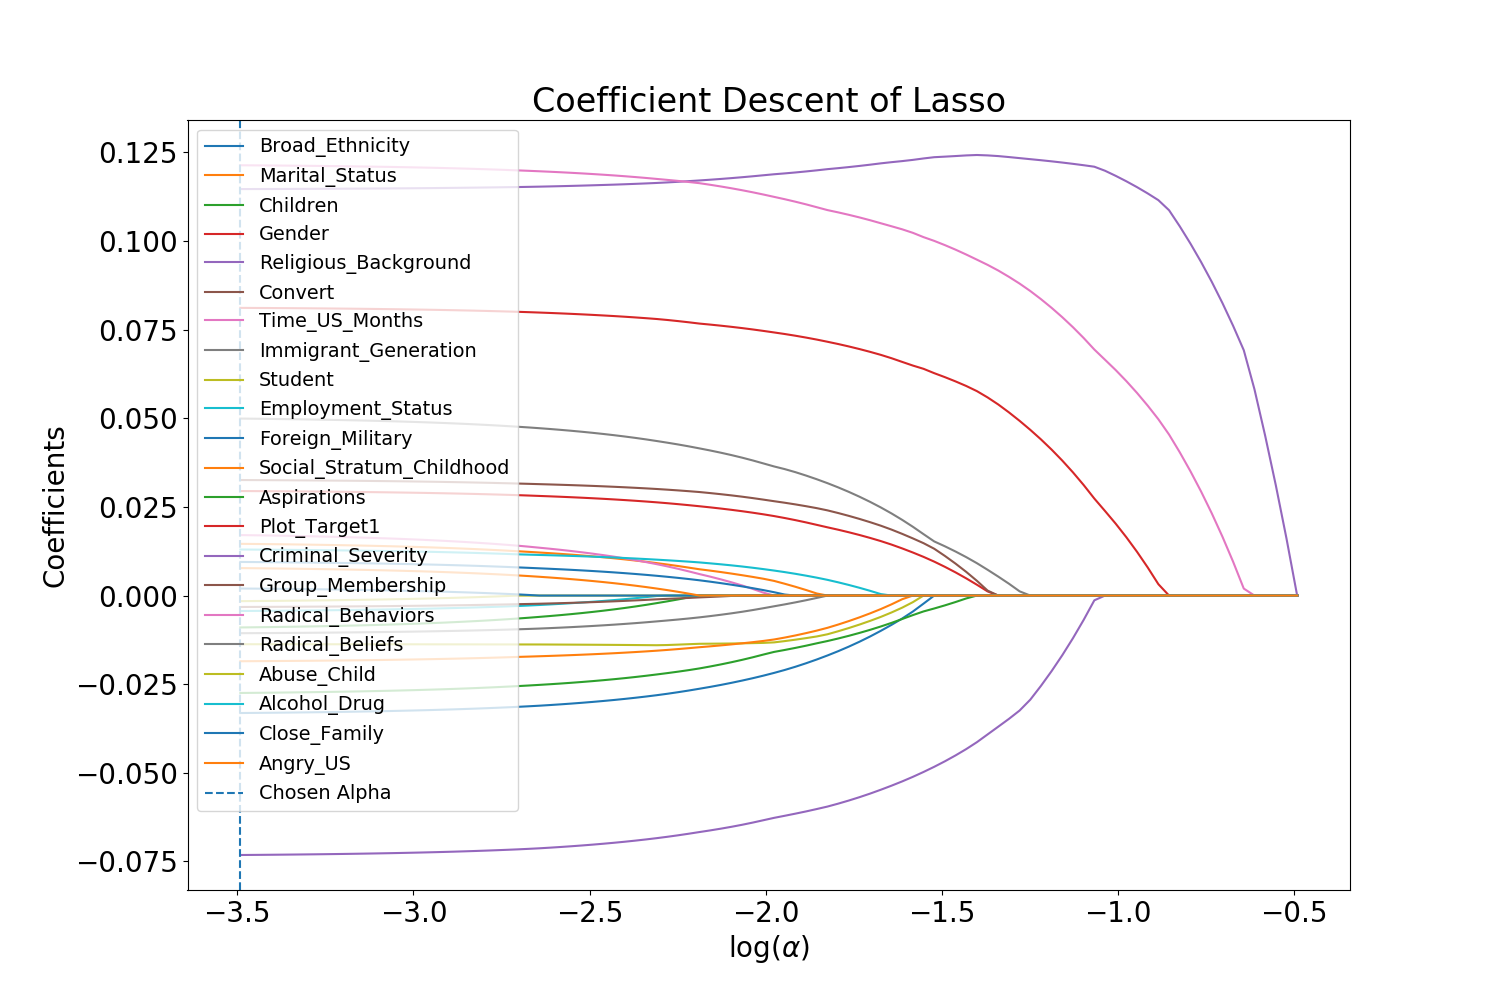 Coefficient Descent of Lasso
0.125
0.100
0.075
0.050
0.025
0.000
−0.025
−0.050
−0.075
Coefficients
Broad_Ethnicity
Marital_Status
Children
Gender
Religious_Background
Convert
Time_US_Months
Immigrant_Generation
Student
Employment_Status
Foreign_Military
Social_Stratum_Childhood
Aspirations
Plot_Target1
Criminal_Severity
Group_Membership
Radical_Behaviors
Radical_Beliefs
Abuse_Child
Alcohol_Drug
Close_Family
Angry_US
Chosen Alpha
−3.5 −3.0 −2.5 −2.0 −1.5 −1.0 −0.5
log(α)